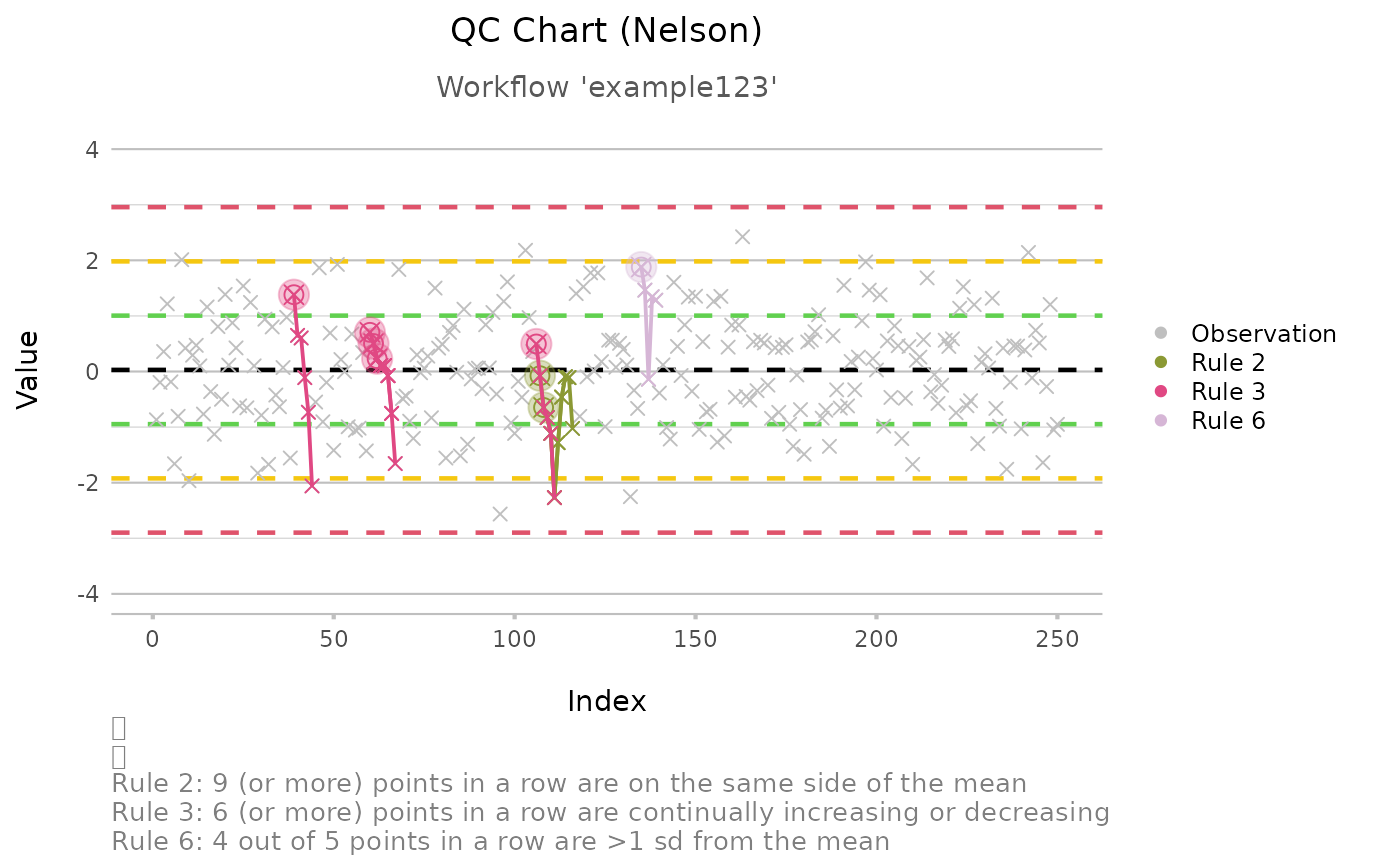 QC Chart (Nelson)
Workflow 'example123'
4
2
0
-2
-4
Value
0 50 100 150 200 250
Index
Observation
Rule 2
Rule 3
Rule 6
Rule 2: 9 (or more) points in a row are on the same side of the mean
Rule 3: 6 (or more) points in a row are continually increasing or decreasing
Rule 6: 4 out of 5 points in a row are >1 sd from the mean